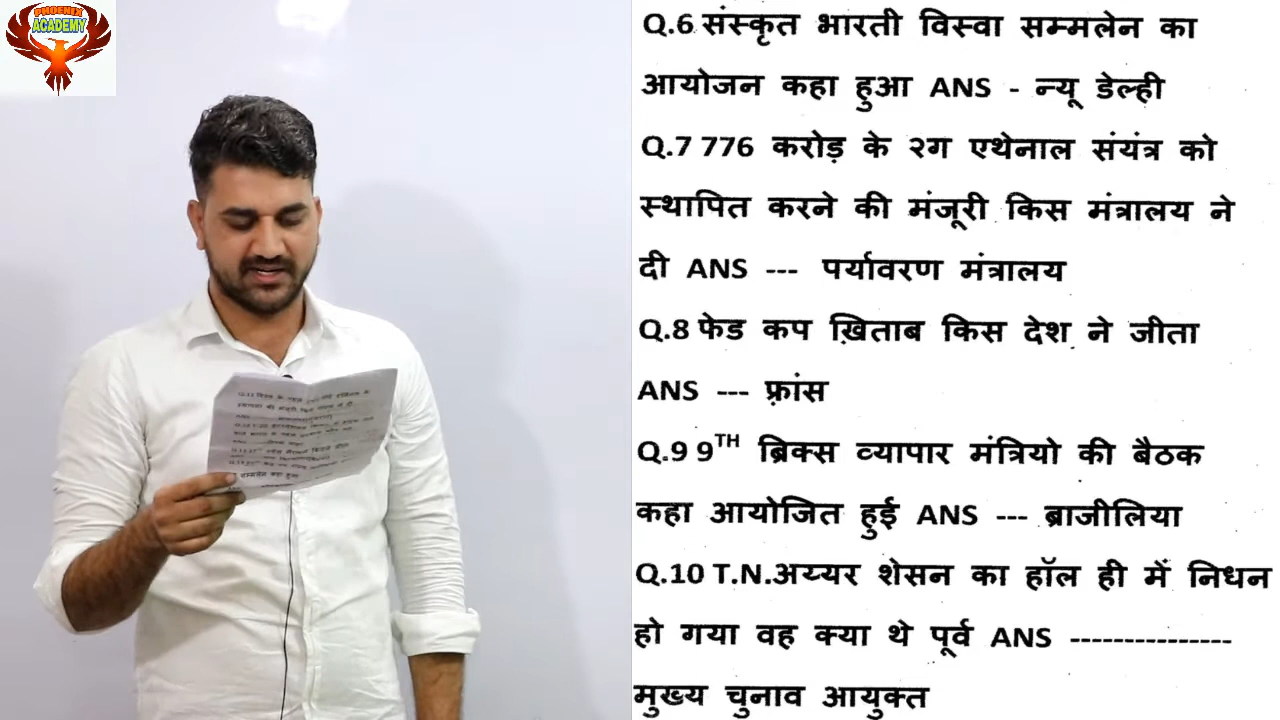 PHOENIX
ACADEMY
Q.6 संस्कृत भारती विस्वा सम्मलेन का
आयोजन कहा हुआ ANS - न्यू डेल्ही
Q.7 776 करोड़ के २ग एथेनाल संयंत्र को
स्थापित करने की मंजूरी किस मंत्रालय ने
दी ANS --- पर्यावरण मंत्रालय
Q.8 फेड कप ख़िताब किस देश ने जीता
ANS --- फ़्रांस
Q.9 9TH ब्रिक्स व्यापार मंत्रियो की बैठक
कहा आयोजित हुई ANS --- ब्राजीलिया
Q.10 T.N.अय्यर शेसन का हॉल ही में निधन
हो गया वह क्या थे पूर्व ANS ---------------
मुख्य चुनाव आयुक्त